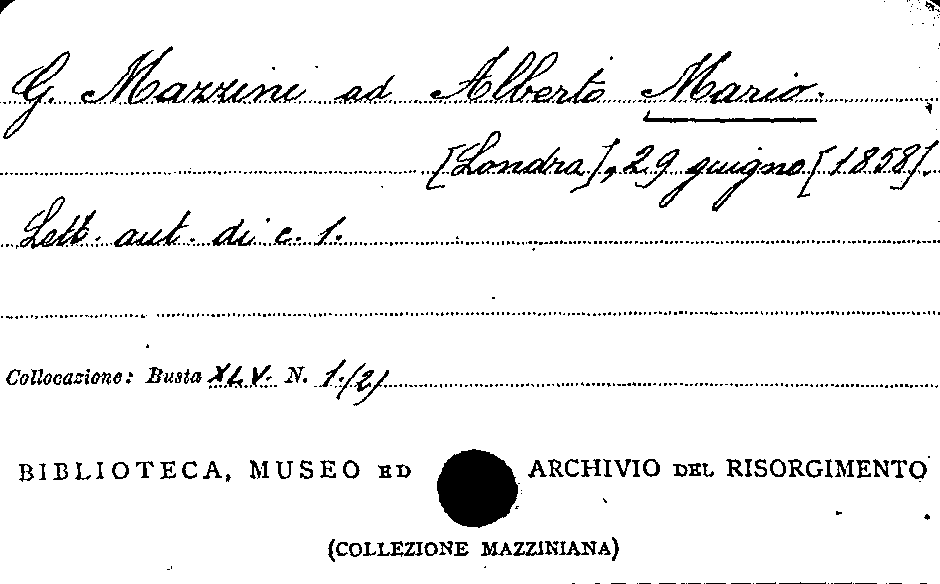 G. Mazzini ad Alberto Mario.
[Londra], 29 giugno [1858].
Lett. aut. di c. 1.
Collocazione: Busta XLV. N. 1.(2)
BIBLIOTECA, MUSEO ED ARCHIVIO DEL RISORGIMENTO
(COLLEZIONE MAZZINIANA)